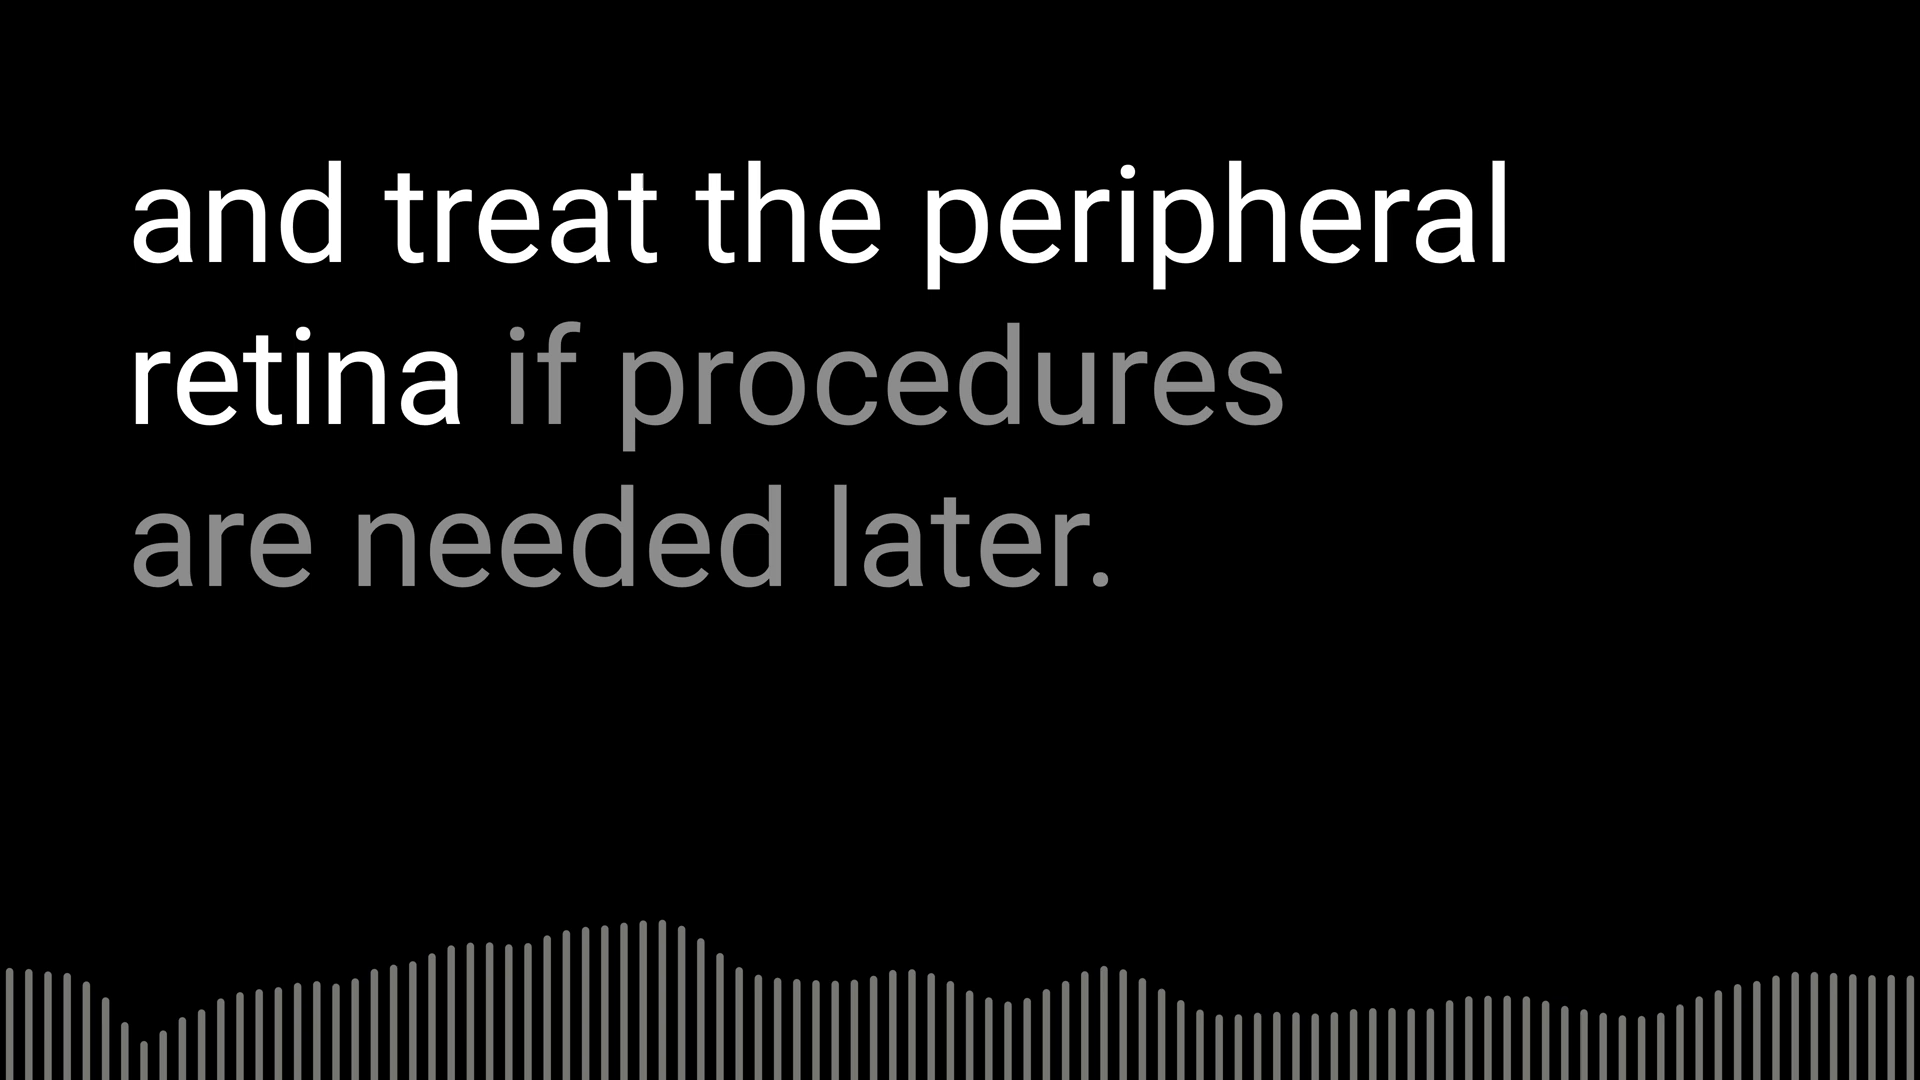 and treat the peripheral
retina if procedures
are needed later.